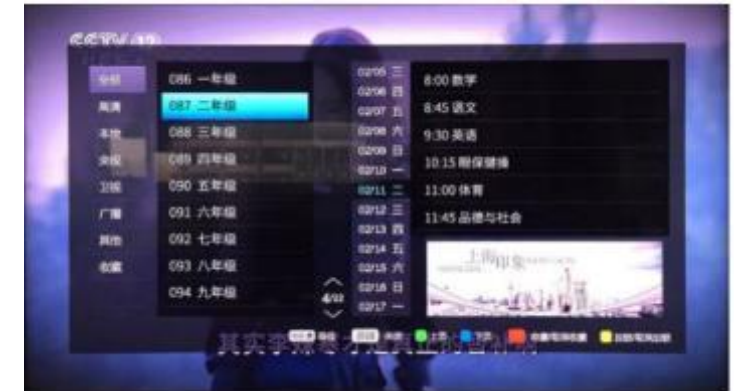 CCTV-12
全部
高清
本地
央视
卫视
广播
其他
收藏
086 一年级
087 二年级
088 三年级
089 四年级
090 五年级
091 六年级
092 七年级
093 八年级
094 九年级
02/05 三
02/06 四
02/07 五
02/08 六
02/09 日
02/10 一
02/11 二
02/12 三
02/13 四
02/14 五
02/15 六
02/16 日
02/17 一
8:00 数学
8:45 语文
9:30 英语
10:15 眼保健操
11:00 体育
11:45 品德与社会
上海印象